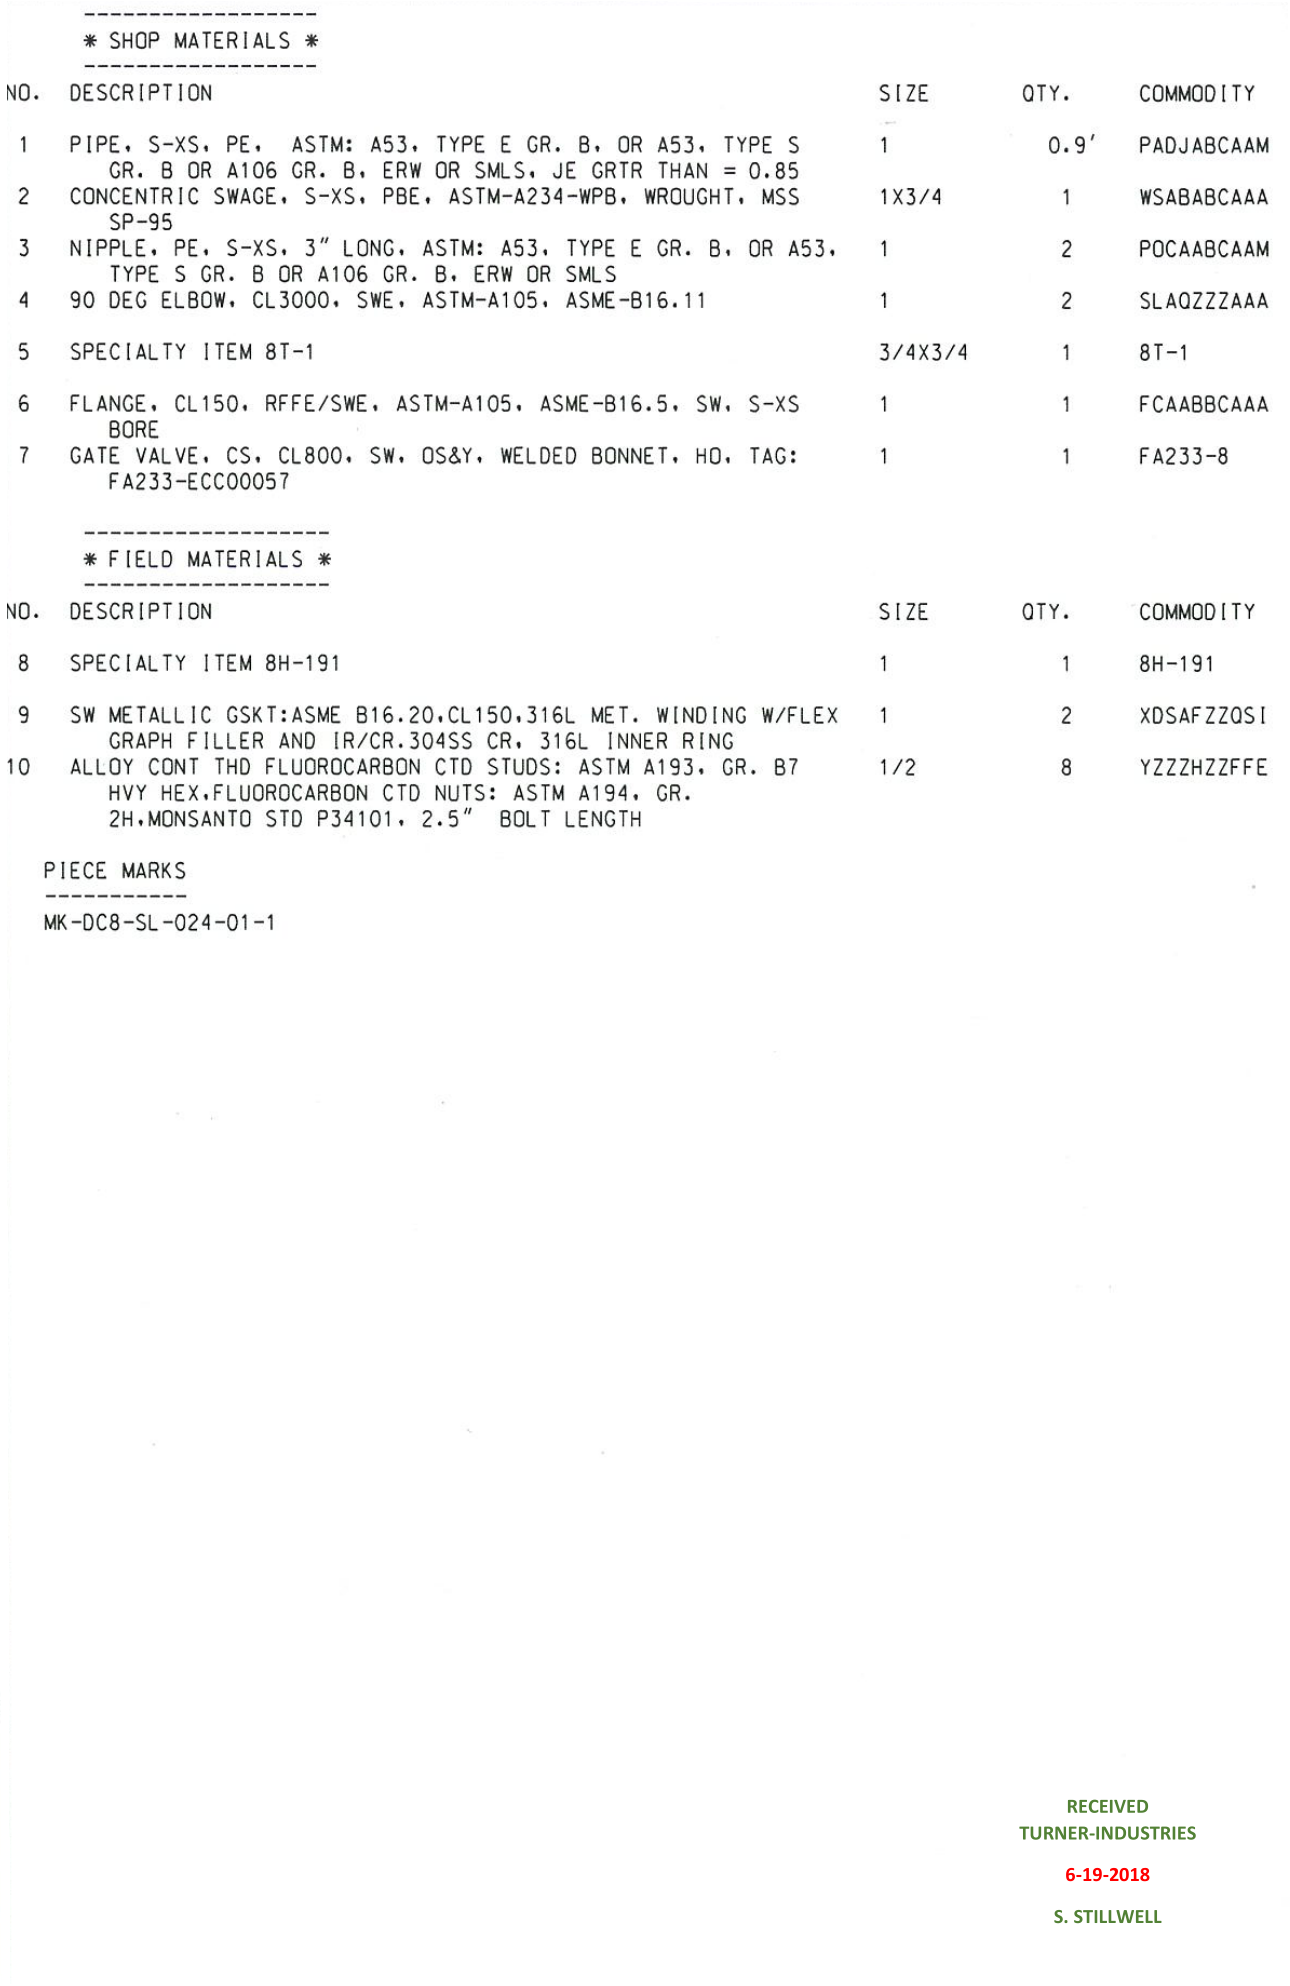 ------------------
* SHOP MATERIALS *
------------------
NO. DESCRIPTION SIZE QTY. COMMODITY
1 PIPE, S-XS, PE, ASTM: A53, TYPE E GR. B, OR A53, TYPE S 1 0.9' PADJABCAAM
GR. B OR A106 GR. B, ERW OR SMLS, JE GRTR THAN = 0.85
2 CONCENTRIC SWAGE, S-XS, PBE, ASTM-A234-WPB, WROUGHT, MSS 1X3/4 1 WSABABCAAA
SP-95
3 NIPPLE, PE, S-XS, 3" LONG, ASTM: A53, TYPE E GR. B, OR A53, 1 2 POCAABCAAM
TYPE S GR. B OR A106 GR. B, ERW OR SMLS
4 90 DEG ELBOW, CL3000, SWE, ASTM-A105, ASME-B16.11 1 2 SLAQZZZAAA
5 SPECIALTY ITEM 8T-1 3/4X3/4 1 8T-1
6 FLANGE, CL150, RFFE/SWE, ASTM-A105, ASME-B16.5, SW, S-XS 1 1 FCAABBCAAA
BORE
7 GATE VALVE, CS, CL800, SW, OS&Y, WELDED BONNET, HO, TAG: 1 1 FA233-8
FA233-ECC00057
-------------------
* FIELD MATERIALS *
-------------------
NO. DESCRIPTION SIZE QTY. COMMODITY
8 SPECIALTY ITEM 8H-191 1 1 8H-191
9 SW METALLIC GSKT:ASME B16.20,CL150,316L MET. WINDING W/FLEX 1 2 XDSAFZZQSI
GRAPH FILLER AND IR/CR.304SS CR, 316L INNER RING
10 ALLOY CONT THD FLUOROCARBON CTD STUDS: ASTM A193, GR. B7 1/2 8 YZZZHZZFFE
HVY HEX,FLUOROCARBON CTD NUTS: ASTM A194, GR.
2H,MONSANTO STD P34101, 2.5" BOLT LENGTH
PIECE MARKS
-----------
MK-DC8-SL-024-01-1
RECEIVED
TURNER-INDUSTRIES
6-19-2018
S. STILLWELL